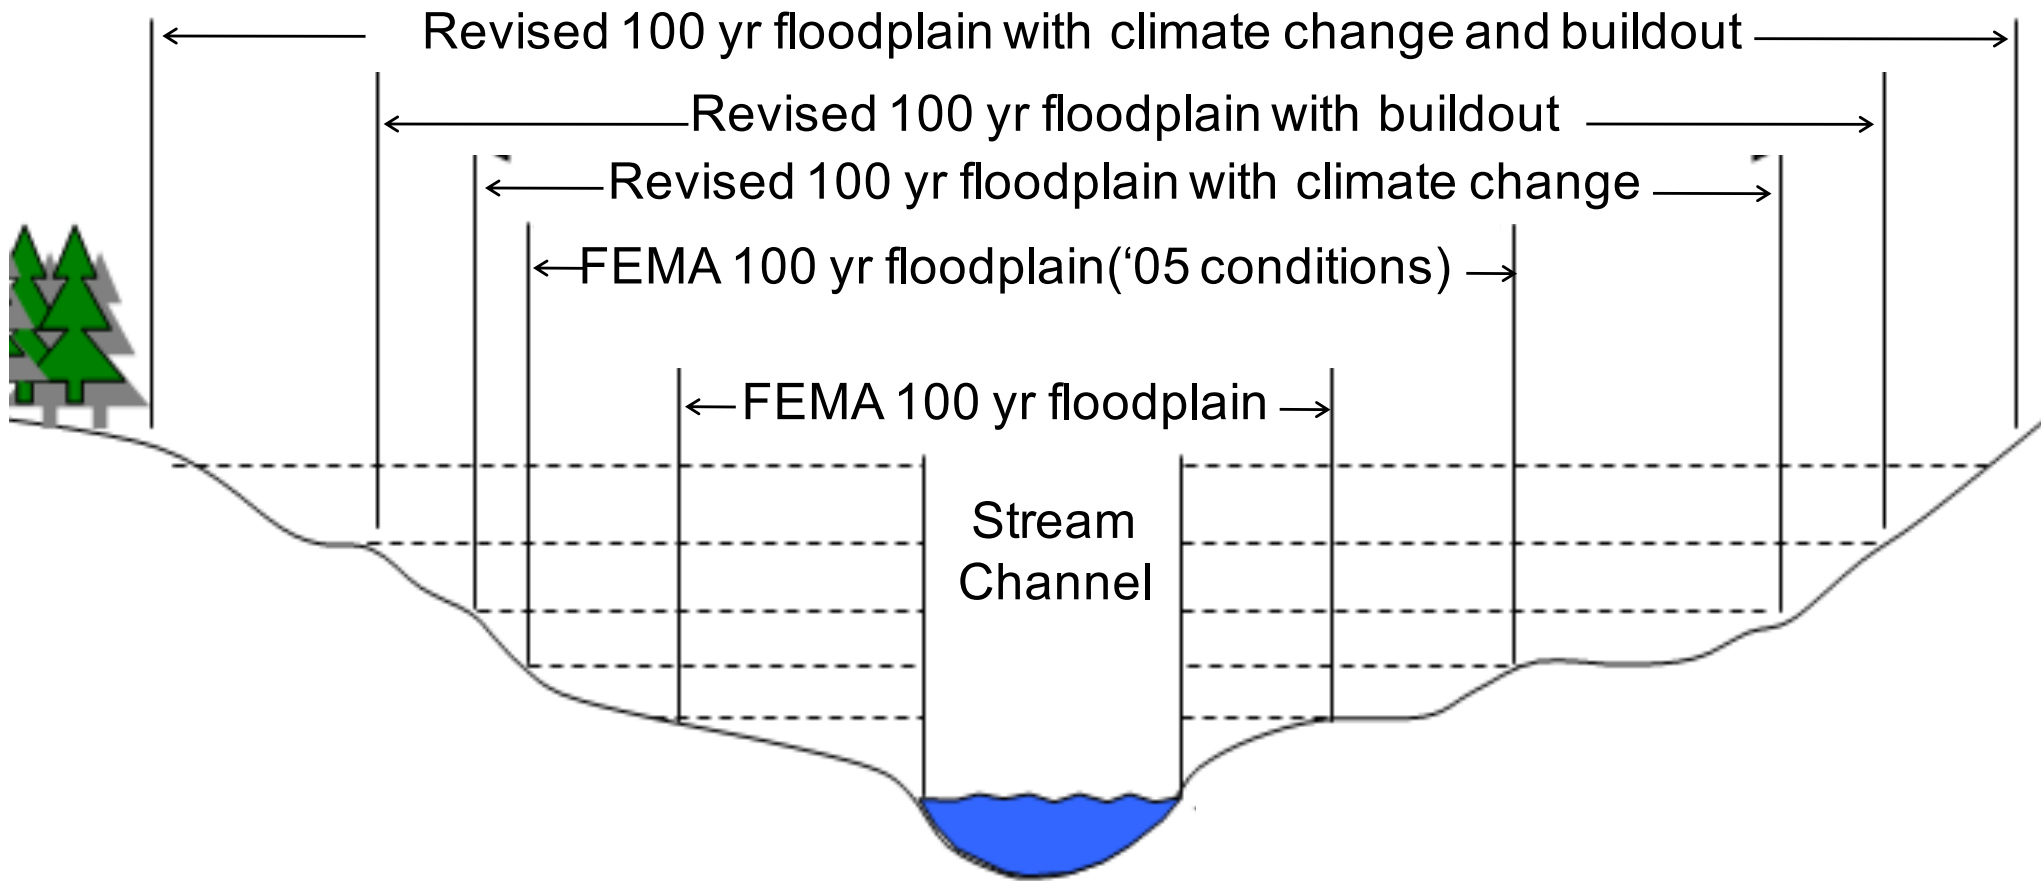 Revised 100 yr floodplain with climate change and buildout
Revised 100 yr floodplain with buildout
Revised 100 yr floodplain with climate change
FEMA 100 yr floodplain(‘05 conditions)
FEMA 100 yr floodplain
Stream
Channel